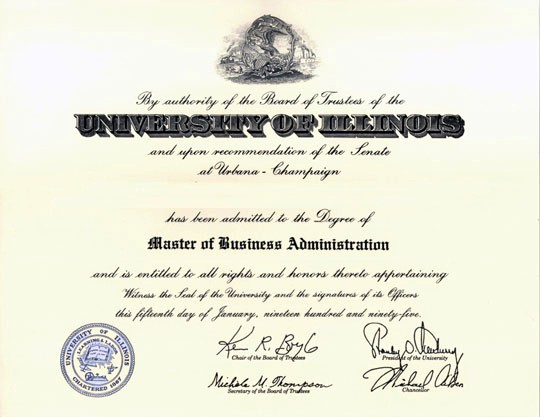 By authority of the Board of Trustees of the
UNIVERSITY OF ILLINOIS
and upon recommendation of the Senate
at Urbana - Champaign
has been admitted to the Degree of
Master of Business Administration
and is entitled to all rights and honors thereto appertaining
Witness the Seal of the University and the signatures of its Officers
this fifteenth day of January, nineteen hundred and ninety-five.
UNIVERSITY OF ILLINOIS
LEARNING & LABOR
CHARTERED 1867
Chair of the Board of Trustees
President of the University
Michele M. Thompson
Michael Aiken
Secretary of the Board of Trustees
Chancellor